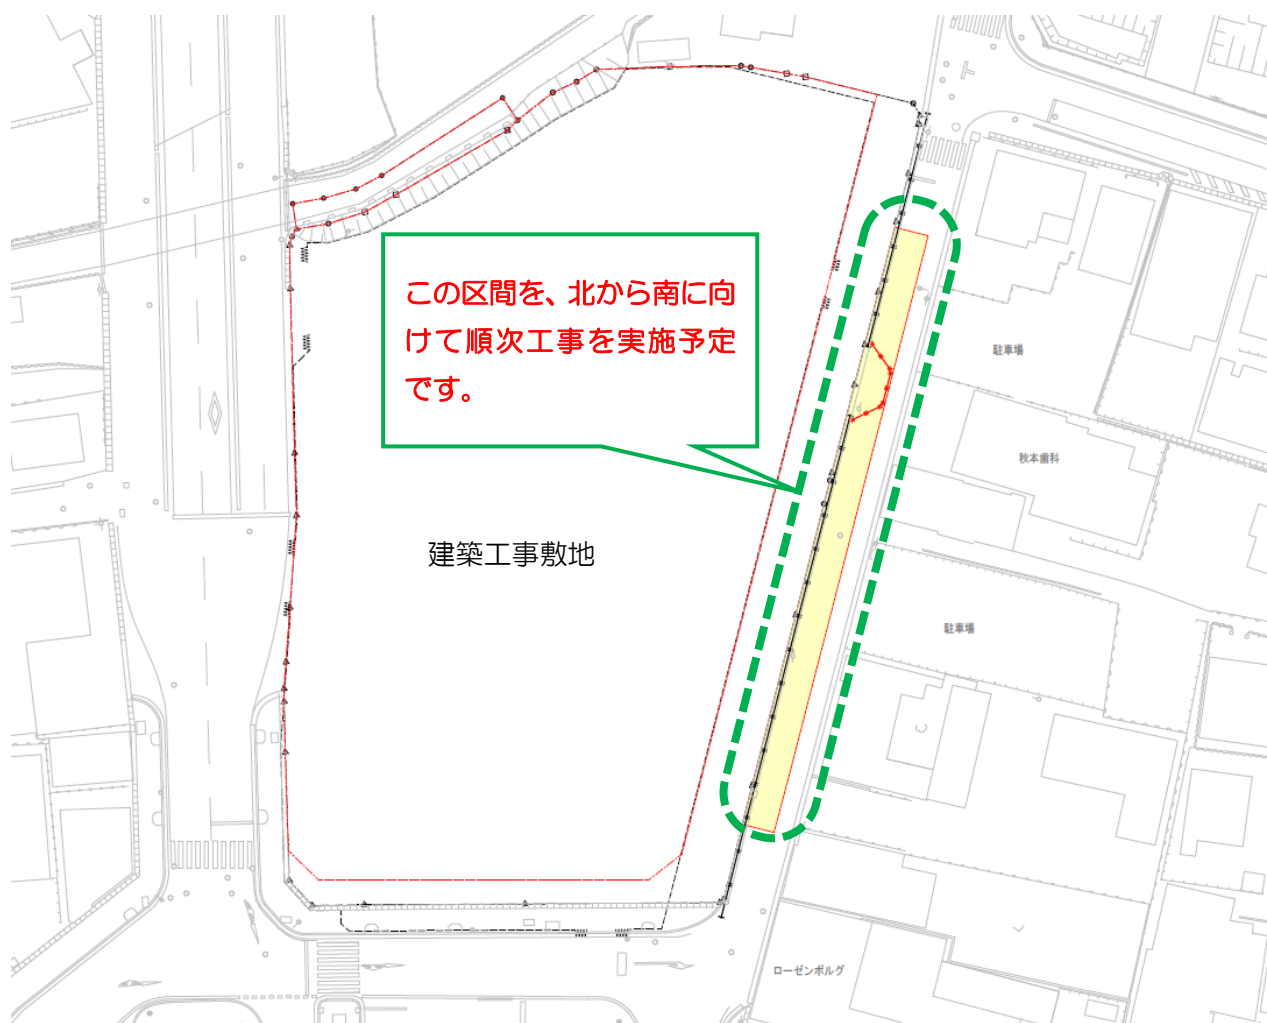 この区間を、北から南に向
けて順次工事を実施予定
です。
駐車場
秋本歯科
建築工事敷地
駐車場
ローゼンボルグ